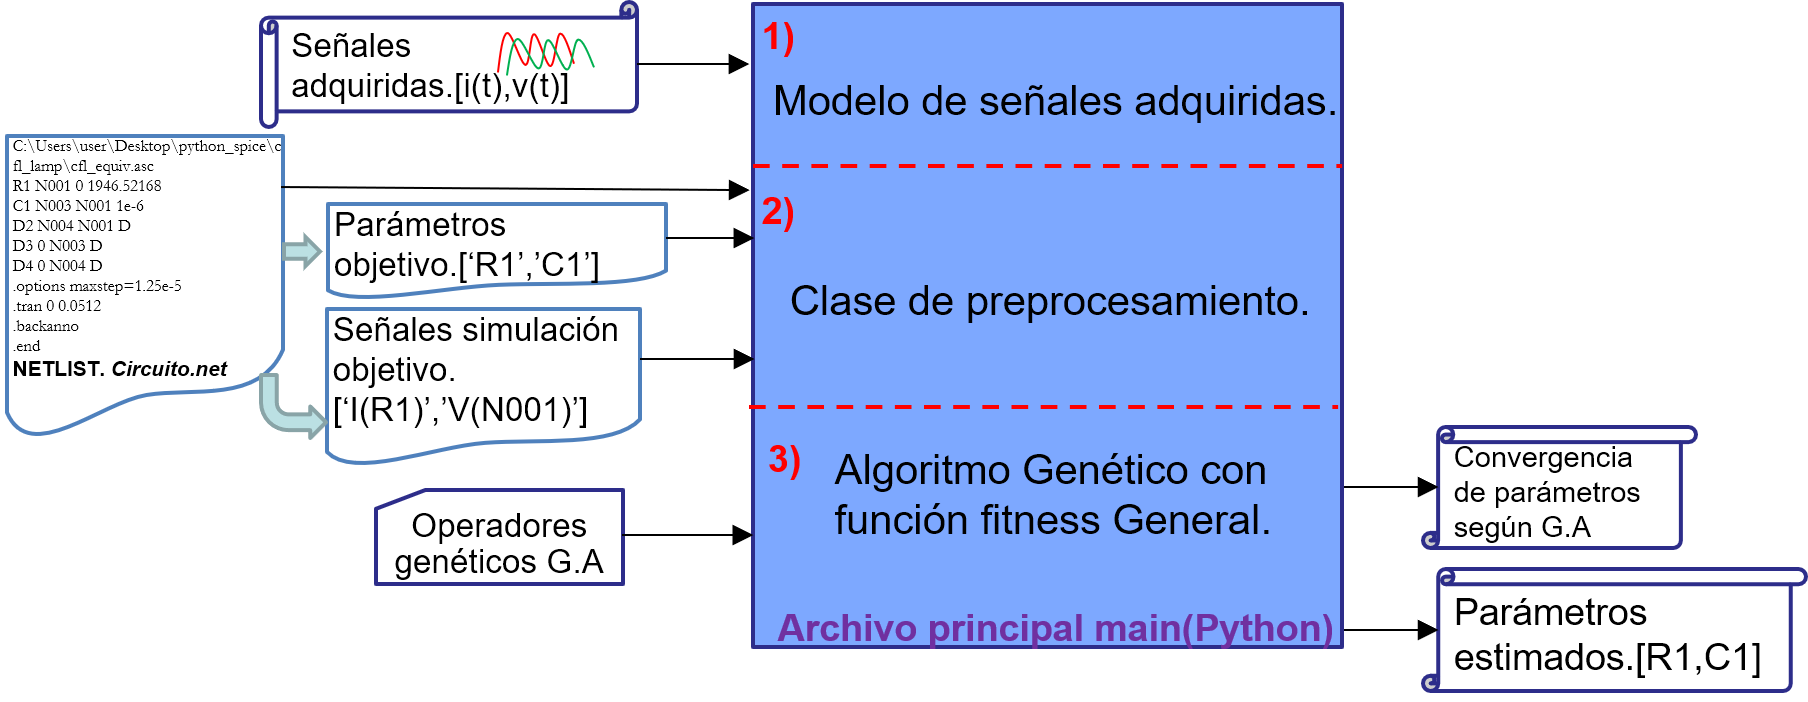 Señales
adquiridas.[i(t),v(t)]
C:\Users\user\Desktop\python_spice\c
fl_lamp\cfl_equiv.asc
R1 N001 0 1946.52168
C1 N003 N001 1e-6
D2 N004 N001 D
D3 0 N003 D
D4 0 N004 D
.options maxstep=1.25e-5
.tran 0 0.0512
.backanno
.end
NETLIST. Circuito.net
Parámetros
objetivo.[‘R1’,’C1’]
Señales simulación
objetivo.
[‘I(R1)’,’V(N001)’]
Operadores
genéticos G.A
1)
Modelo de señales adquiridas.
2)
Clase de preprocesamiento.
3)
Algoritmo Genético con
función fitness General.
Archivo principal main(Python)
Convergencia
de parámetros
según G.A
Parámetros
estimados.[R1,C1]